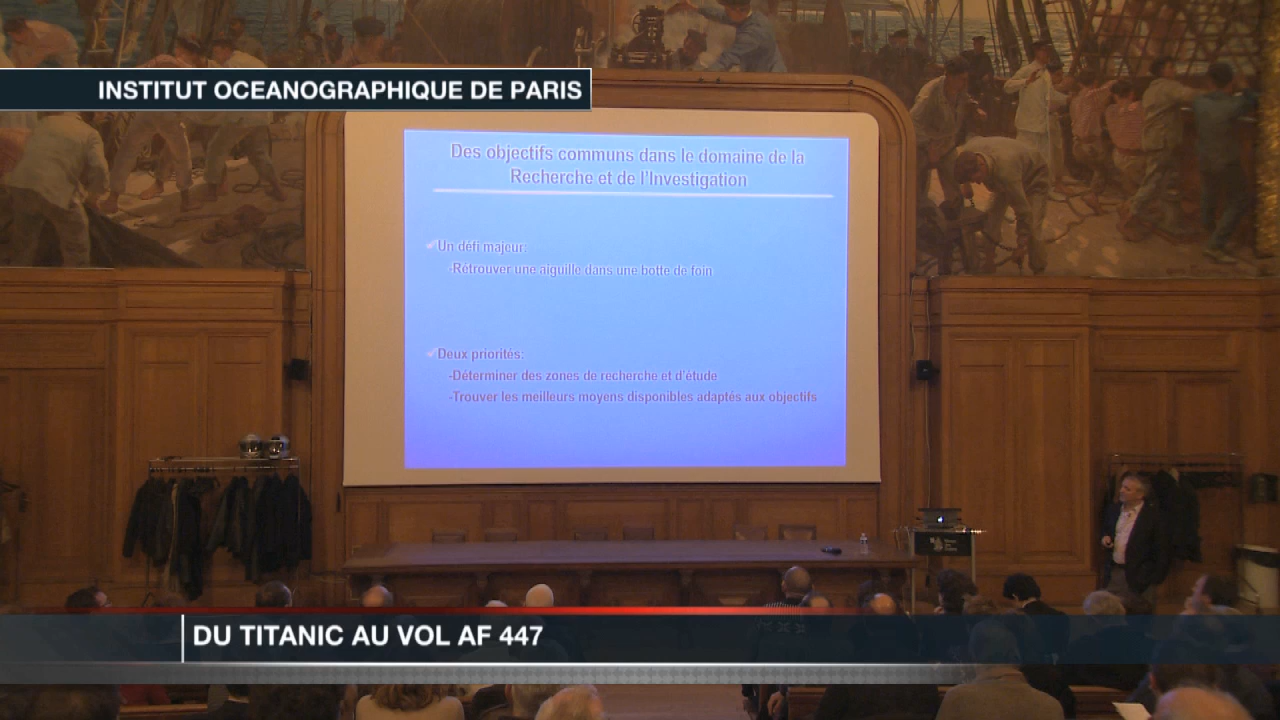 INSTITUT OCEANOGRAPHIQUE DE PARIS
Des objectifs communs dans le domaine de la
Recherche et de l'Investigation
Un défi majeur:
-Retrouver une aiguille dans une botte de foin
Deux priorités:
-Déterminer des zones de recherche et d'étude
-Trouver les meilleurs moyens disponibles adaptés aux objectifs
DU TITANIC AU VOL AF 447